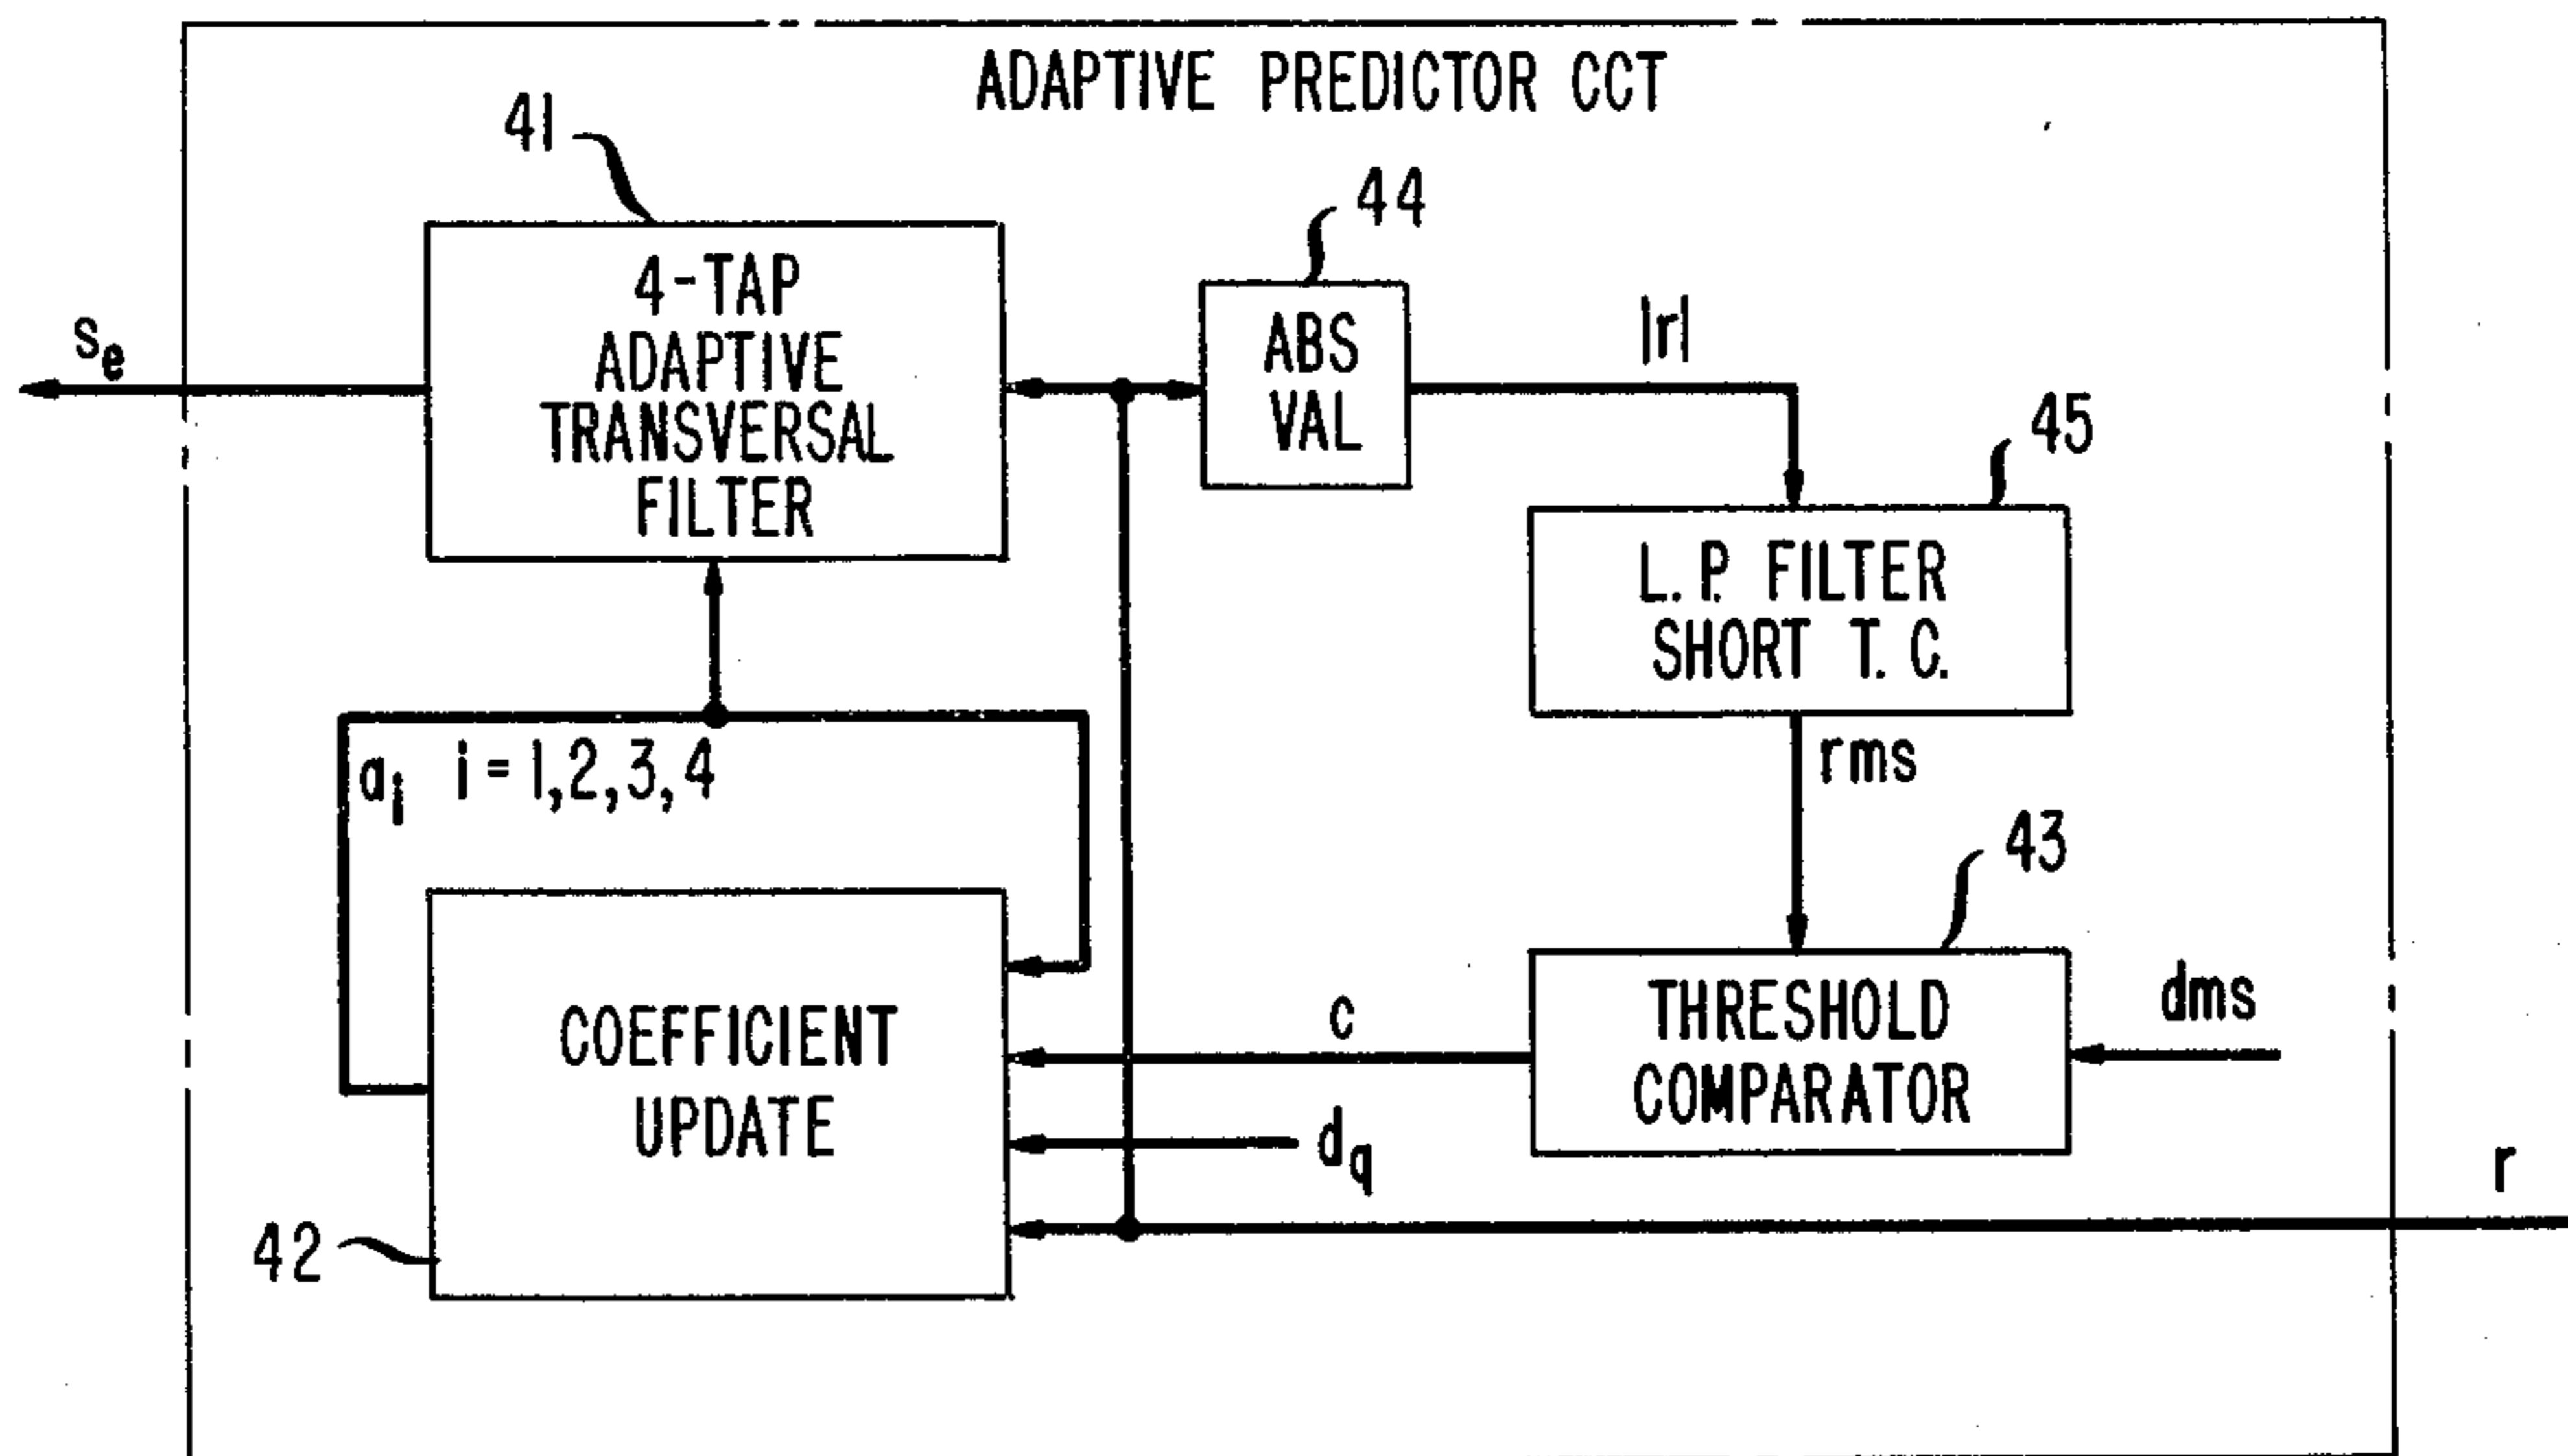 ADAPTIVE PREDICTOR CCT
41
44
4-TAP
ADAPTIVE
TRANSVERSAL
FILTER
ABS
VAL
|r|
s_e
45
L.P. FILTER
SHORT T.C.
rms
a_i i = 1,2,3,4
43
COEFFICIENT
UPDATE
c
THRESHOLD
COMPARATOR
dms
d_q
r
42